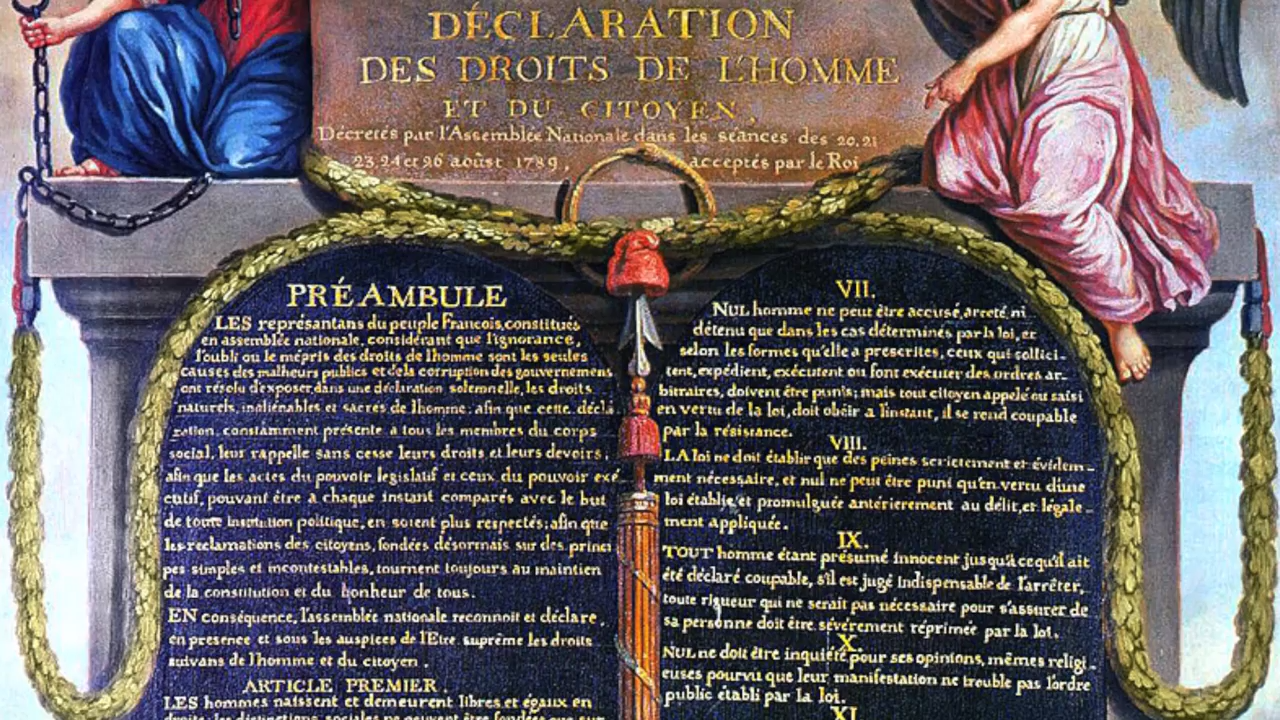 DÉCLARATION
DES DROITS DE L'HOMME
ET DU CITOYEN,
Décretés par l'Assemblée Nationale dans les séances des 20, 21
23, 24 et 26 aoûst 1789, acceptés par le Roi
PRÉAMBULE
LES représantans du peuple Francois, constitués
en assemblée nationale, considérant que l'ignorance,
l'oubli ou le mépris des droits de l'homme sont les seules
causes des malheurs publics et de la corruption des gouvernemens
ont résolu d'exposer, dans une déclaration solemnelle, les droits
naturels, inaliénables et sacrés de l'homme; afin que cette décla
ration, constamment présente à tous les membres du corps
social, leur rappelle sans cesse leurs droits et leurs devoirs,
afin que les actes du pouvoir legislatif et ceux du pouvoir exé-
cutif, pouvant être à chaque instant comparés avec le but
de toute institution politique, en soient plus respectés; afin que
les reclamations des citoyens, fondées désormais sur des princi
pes simples et incontestables, tournent toujours au maintien
de la constitution et du bonheur de tous.
EN conséquence, l'assemblée nationale reconnoit et déclare,
en presence et sous les auspices de l'Etre suprême les droits
suivans de l'homme et du citoyen.
ARTICLE PREMIER.
LES hommes naissent et demeurent libres et égaux en
droits; les distinctions sociales ne peuvent être fondées que sur
VII.
NUL homme ne peut être accusé, arreté, ni
détenu que dans les cas déterminés par la loi, et
selon les formes qu'elle a prescrites, ceux qui sollici-
tent, expédient, exécutent ou font exécuter des ordres ar-
bitraires, doivent être punis; mais tout citoyen appelé ou saisi
en vertu de la loi, doit obéir a l'instant, il se rend coupable
par la résistance.
VIII.
LA loi ne doit établir que des peines strictement et évidem-
ment nécessaire, et nul ne peut être puni qu'en vertu d'une
loi établie et promulguée antérierement au délit, et légale-
ment appliquée.
IX.
TOUT homme étant présumé innocent jusqu'a ce qu'il ait
été déclaré coupable, s'il est jugé indispensable de l'arrêter,
toute rigueur qui ne serait pas nécessaire pour s'assurer de
sa personne doit être sévérement réprimée par la loi.
X.
NUL ne doit être inquiété pour ses opinions, mêmes religi-
euses pourvu que leur manifestation ne trouble pas l'ordre
public établi par la loi.
XI.